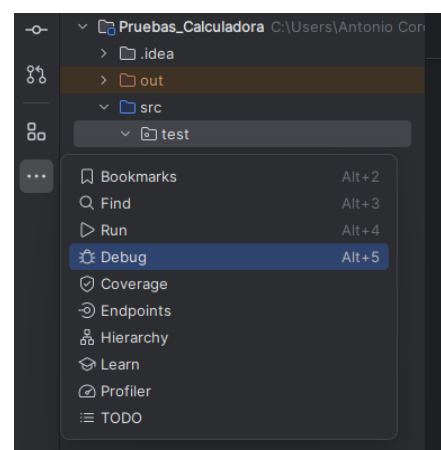 Pruebas_Calculadora C:\Users\Antonio Cor
.idea
out
src
test
Bookmarks Alt+2
Find Alt+3
Run Alt+4
Debug Alt+5
Coverage
Endpoints
Hierarchy
Learn
Profiler
TODO